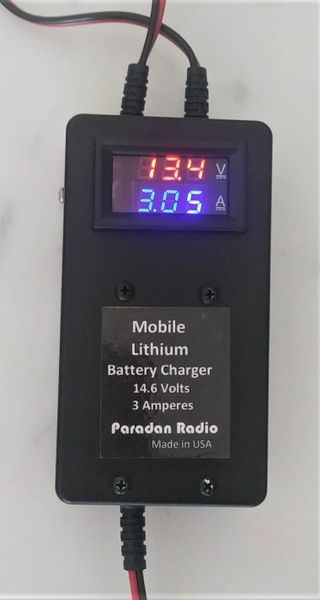 13.4 V
3.05 A
Mobile
Lithium
Battery Charger
14.6 Volts
3 Amperes
Paradan Radio
Made in USA